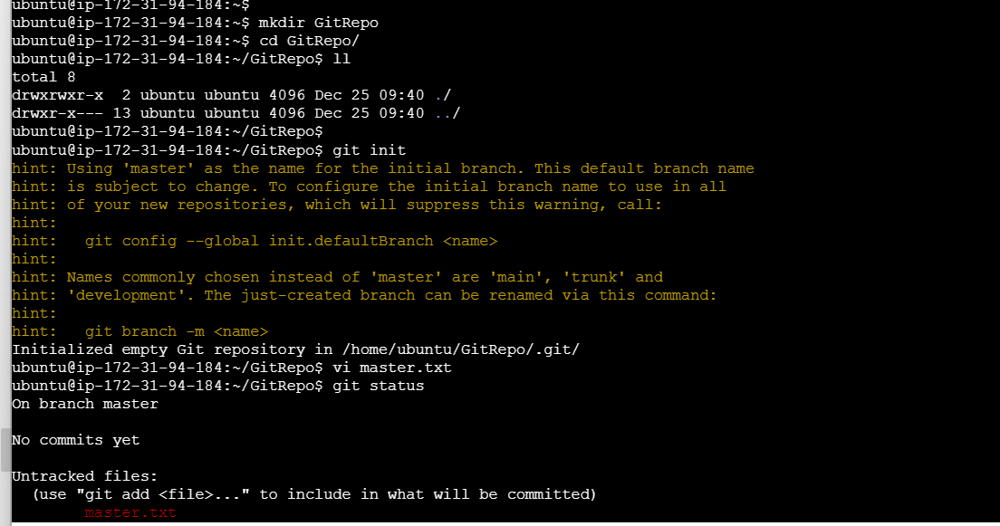 ubuntu@ip-172-31-94-184:~$
ubuntu@ip-172-31-94-184:~$ mkdir GitRepo
ubuntu@ip-172-31-94-184:~$ cd GitRepo/
ubuntu@ip-172-31-94-184:~/GitRepo$ ll
total 8
drwxrwxr-x  2 ubuntu ubuntu 4096 Dec 25 09:40 ./
drwxr-x--- 13 ubuntu ubuntu 4096 Dec 25 09:40 ../
ubuntu@ip-172-31-94-184:~/GitRepo$
ubuntu@ip-172-31-94-184:~/GitRepo$ git init
hint: Using 'master' as the name for the initial branch. This default branch name
hint: is subject to change. To configure the initial branch name to use in all
hint: of your new repositories, which will suppress this warning, call:
hint:
hint:   git config --global init.defaultBranch <name>
hint:
hint: Names commonly chosen instead of 'master' are 'main', 'trunk' and
hint: 'development'. The just-created branch can be renamed via this command:
hint:
hint:   git branch -m <name>
Initialized empty Git repository in /home/ubuntu/GitRepo/.git/
ubuntu@ip-172-31-94-184:~/GitRepo$ vi master.txt
ubuntu@ip-172-31-94-184:~/GitRepo$ git status
On branch master

No commits yet

Untracked files:
  (use "git add <file>..." to include in what will be committed)
        master.txt